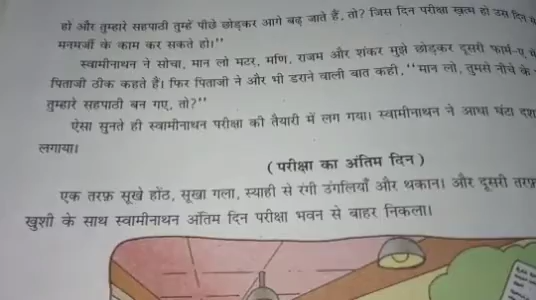 हो और तुम्हारे सहपाठी तुम्हें पीछे छोड़कर आगे बढ़ जाते हैं, तो? जिस दिन परीक्षा खत्म हो उस दिन
मनमर्जी के काम कर सकते हो।"
स्वामीनाथन ने सोचा, मान लो मटर, मणि, राजम और शंकर मुझे छोड़कर दूसरी फार्म-ए
पिताजी ठीक कहते हैं। फिर पिताजी ने और भी डराने वाली बात कही, "मान लो, तुमसे नीचे के
तुम्हारे सहपाठी बन गए, तो?"
ऐसा सुनते ही स्वामीनाथन परीक्षा की तैयारी में लग गया। स्वामीनाथन ने आधा घंटा
लगाया।
(परीक्षा का अंतिम दिन)
एक तरफ़ सूखे होंठ, सूखा गला, स्याही से रंगी उंगलियाँ और थकान। और दूसरी तरफ़
खुशी के साथ स्वामीनाथन अंतिम दिन परीक्षा भवन से बाहर निकला।